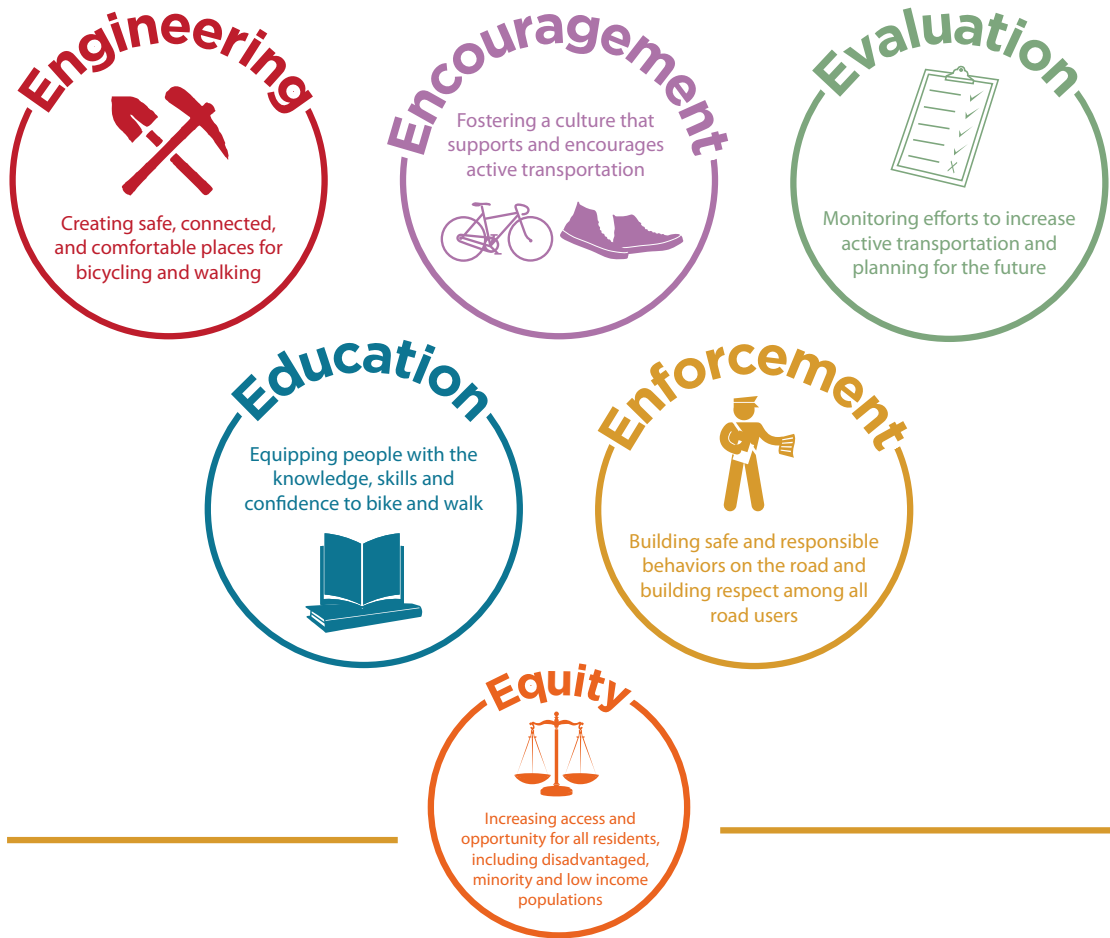 Engineering
Creating safe, connected,
and comfortable places for
bicycling and walking
Encouragement
Fostering a culture that
supports and encourages
active transportation
Evaluation
Monitoring efforts to increase
active transportation and
planning for the future
Education
Equipping people with the
knowledge, skills and
confidence to bike and walk
Enforcement
Building safe and responsible
behaviors on the road and
building respect among all
road users
Equity
Increasing access and
opportunity for all residents,
including disadvantaged,
minority and low income
populations